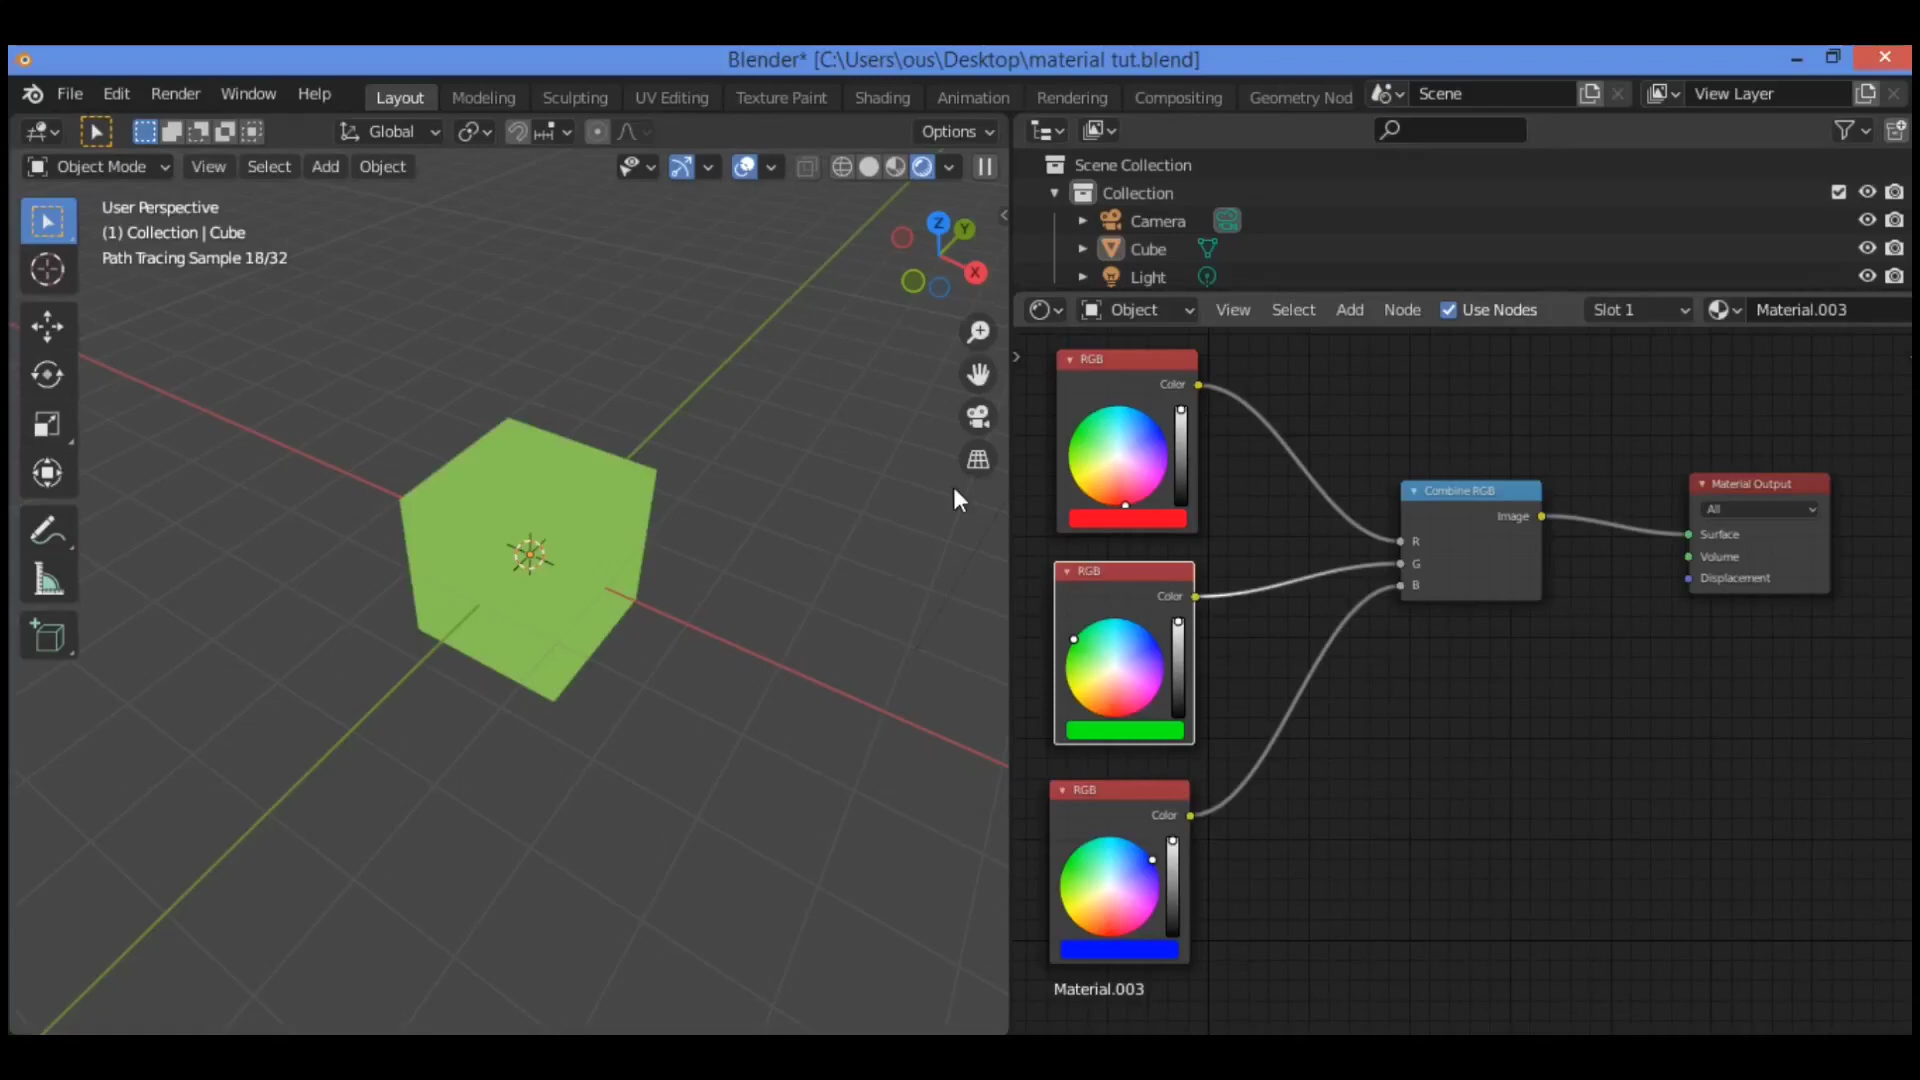 Blender* [C:\Users\ous\Desktop\material tut.blend]
File Edit Render Window Help Layout Modeling Sculpting UV Editing Texture Paint Shading Animation Rendering Compositing Geometry Nod Scene View Layer
Global Options
Object Mode View Select Add Object
User Perspective
(1) Collection | Cube
Path Tracing Sample 18/32
Z
Y
X
Scene Collection
Collection
Camera
Cube
Light
Object View Select Add Node Use Nodes Slot 1 Material.003
RGB
Color
RGB
Color
RGB
Color
Combine RGB
Image
R
G
B
Material Output
All
Surface
Volume
Displacement
Material.003